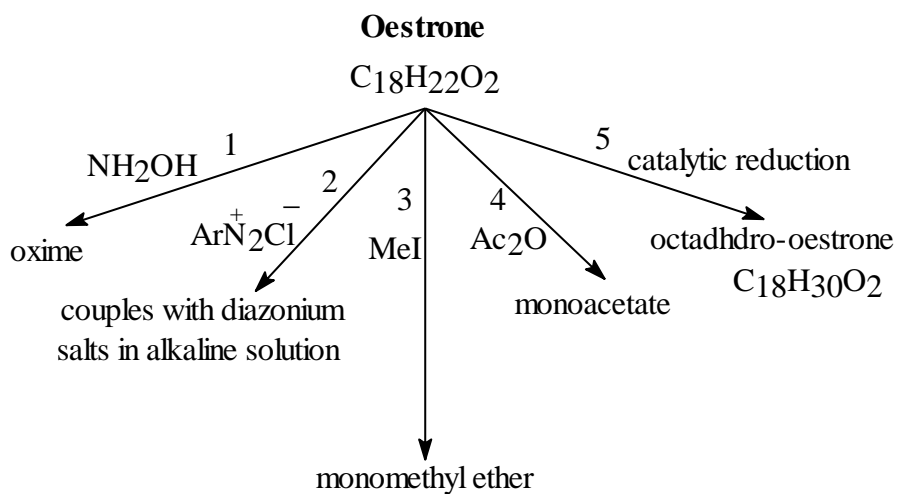 Oestrone
C18H22O2
1
NH2OH
oxime
2
ArN2Cl
+
−
couples with diazonium
salts in alkaline solution
3
MeI
monomethyl ether
4
Ac2O
monoacetate
5
catalytic reduction
octadhdro-oestrone
C18H30O2